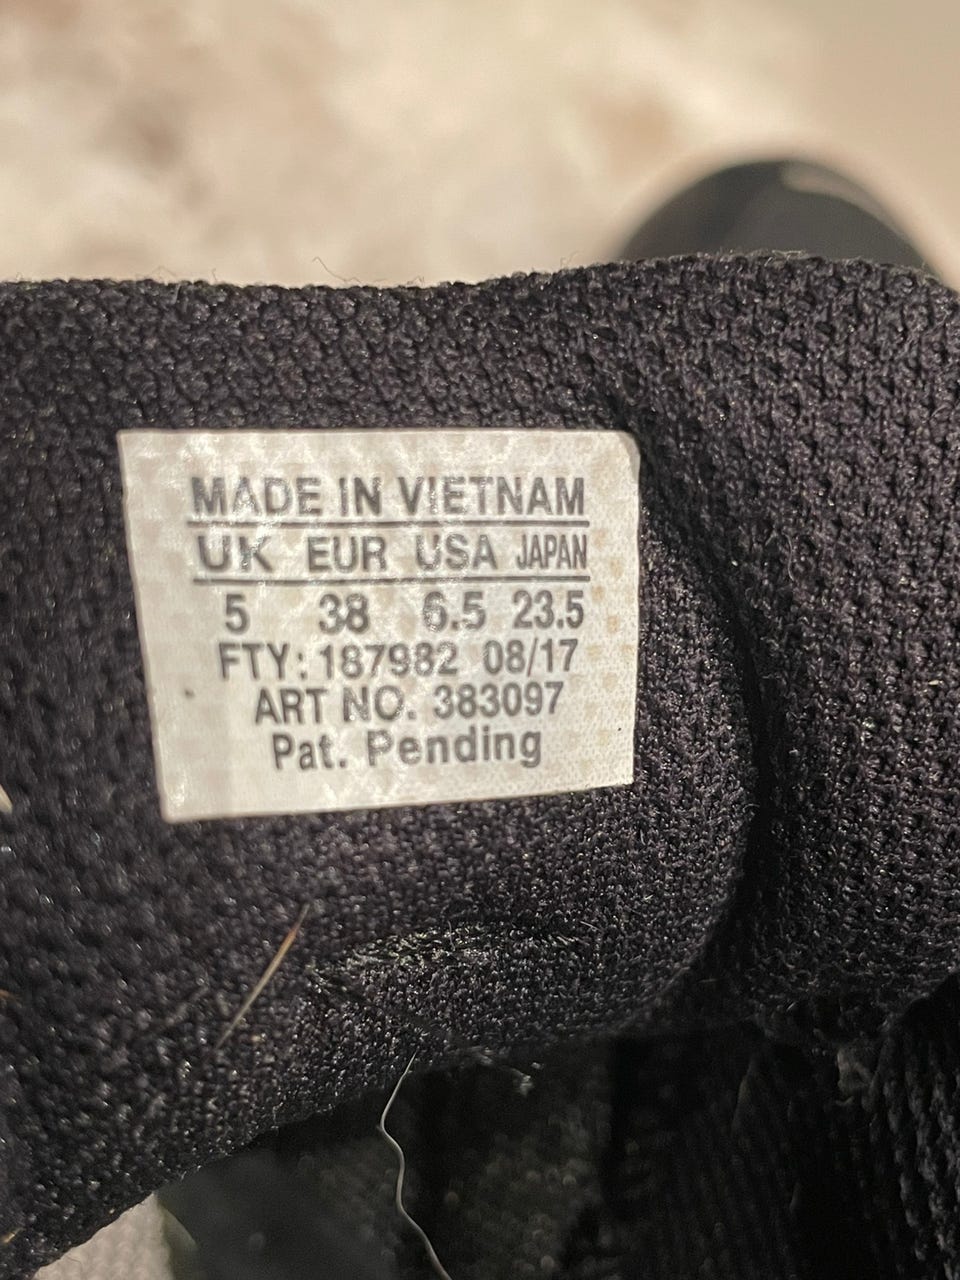 MADE IN VIETNAM
UK EUR USA JAPAN
5 38 6.5 23.5
FTY: 187982 08/17
ART NO. 383097
Pat. Pending